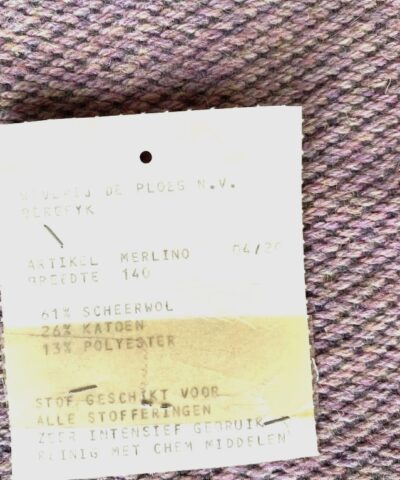 WEVERIJ DE PLOEG N.V.
BERGEYK
ARTIKEL MERLINO 04/20
BREEDTE 140
61% SCHEERWOL
26% KATOEN
13% POLYESTER
STOF GESCHIKT VOOR
ALLE STOFFERINGEN
ZEER INTENSIEF GEBRUIK
REINIG MET CHEM MIDDELEN